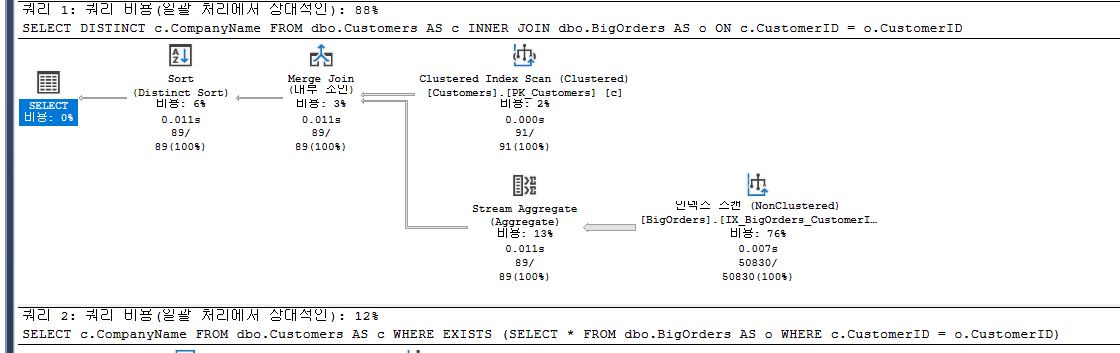 쿼리 1: 쿼리 비용(일괄 처리에서 상대적인): 88%
SELECT DISTINCT c.CompanyName FROM dbo.Customers AS c INNER JOIN dbo.BigOrders AS o ON c.CustomerID = o.CustomerID
SELECT
비용: 0%
Sort
(Distinct Sort)
비용: 6%
0.011s
89/
89(100%)
Merge Join
(내부 조인)
비용: 3%
0.011s
89/
89(100%)
Clustered Index Scan (Clustered)
[Customers].[PK_Customers] [c]
비용: 2%
0.000s
91/
91(100%)
Stream Aggregate
(Aggregate)
비용: 13%
0.011s
89/
89(100%)
인덱스 스캔 (NonClustered)
[BigOrders].[IX_BigOrders_CustomerI…
비용: 76%
0.007s
50830/
50830(100%)
쿼리 2: 쿼리 비용(일괄 처리에서 상대적인): 12%
SELECT c.CompanyName FROM dbo.Customers AS c WHERE EXISTS (SELECT * FROM dbo.BigOrders AS o WHERE c.CustomerID = o.CustomerID)